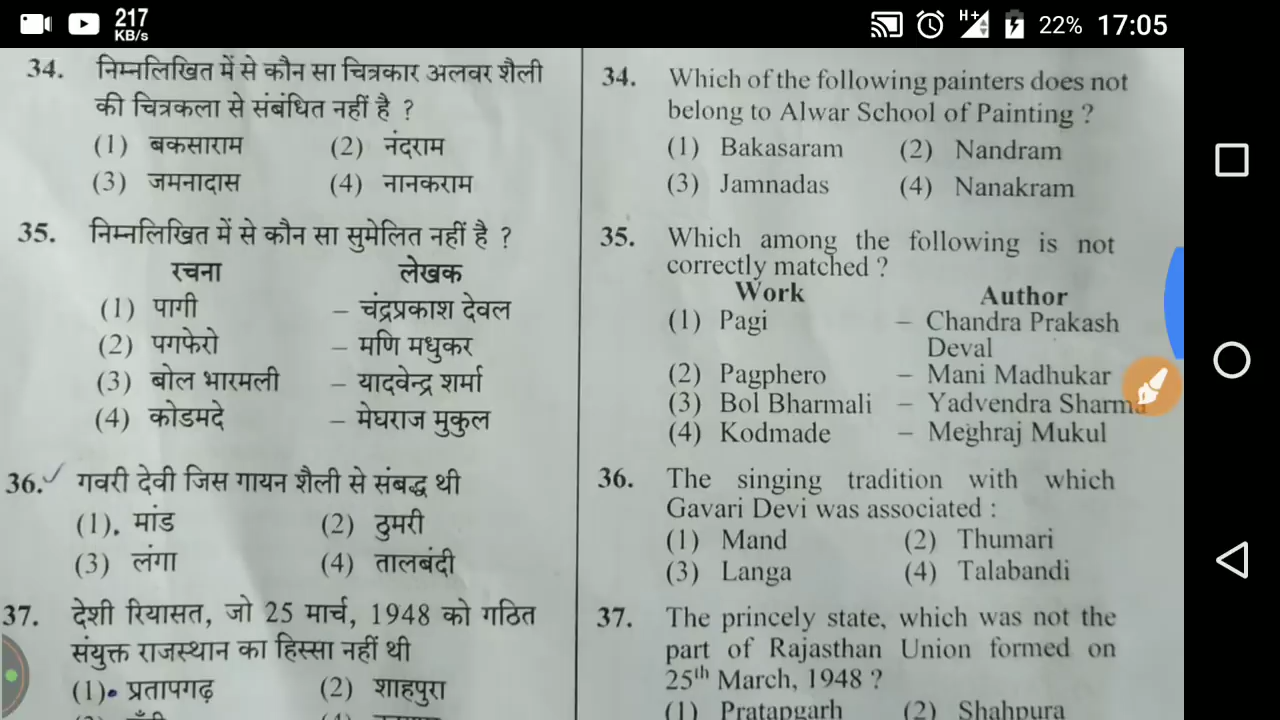 217
KB/s
H+ 22% 17:05
34. निम्नलिखित में से कौन सा चित्रकार अलवर शैली
की चित्रकला से संबंधित नहीं है ?
(1) बकसाराम (2) नंदराम
(3) जमनादास (4) नानकराम
35. निम्नलिखित में से कौन सा सुमेलित नहीं है ?
रचना लेखक
(1) पागी – चंद्रप्रकाश देवल
(2) पगफेरो – मणि मधुकर
(3) बोल भारमली – यादवेन्द्र शर्मा
(4) कोडमदे – मेघराज मुकुल
36. गवरी देवी जिस गायन शैली से संबद्ध थी
(1). मांड (2) ठुमरी
(3) लंगा (4) तालबंदी
37. देशी रियासत, जो 25 मार्च, 1948 को गठित
संयुक्त राजस्थान का हिस्सा नहीं थी
(1) प्रतापगढ़ (2) शाहपुरा
34. Which of the following painters does not
belong to Alwar School of Painting ?
(1) Bakasaram (2) Nandram
(3) Jamnadas (4) Nanakram
35. Which among the following is not
correctly matched ?
Work Author
(1) Pagi – Chandra Prakash
Deval
(2) Pagphero – Mani Madhukar
(3) Bol Bharmali – Yadvendra Sharma
(4) Kodmade – Meghraj Mukul
36. The singing tradition with which
Gavari Devi was associated :
(1) Mand (2) Thumari
(3) Langa (4) Talabandi
37. The princely state, which was not the
part of Rajasthan Union formed on
25th March, 1948 ?
(1) Pratapgarh (2) Shahpura